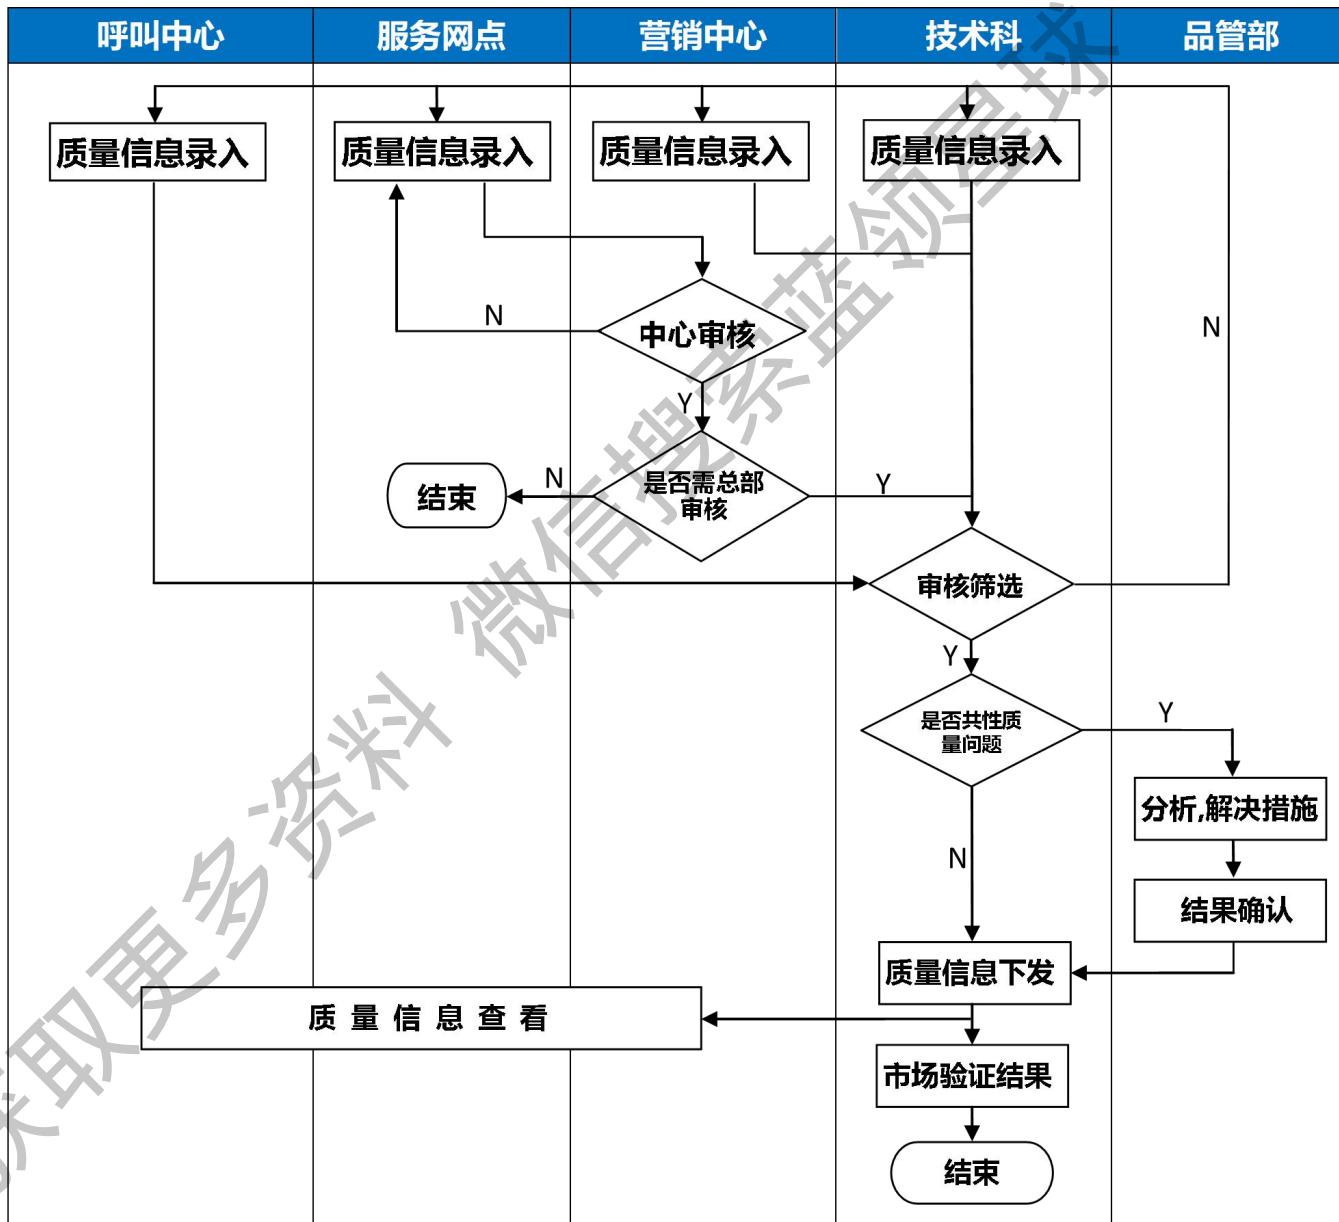 呼叫中心
服务网点
营销中心
技术科
品管部
质量信息录入
质量信息录入
质量信息录入
质量信息录入
N
中心审核
N
Y
结束
N
是否需总部
审核
Y
审核筛选
Y
是否共性质
量问题
Y
分析,解决措施
N
结果确认
质量信息下发
质量信息查看
市场验证结果
结束
获取更多资料 微信搜索蓝领星球